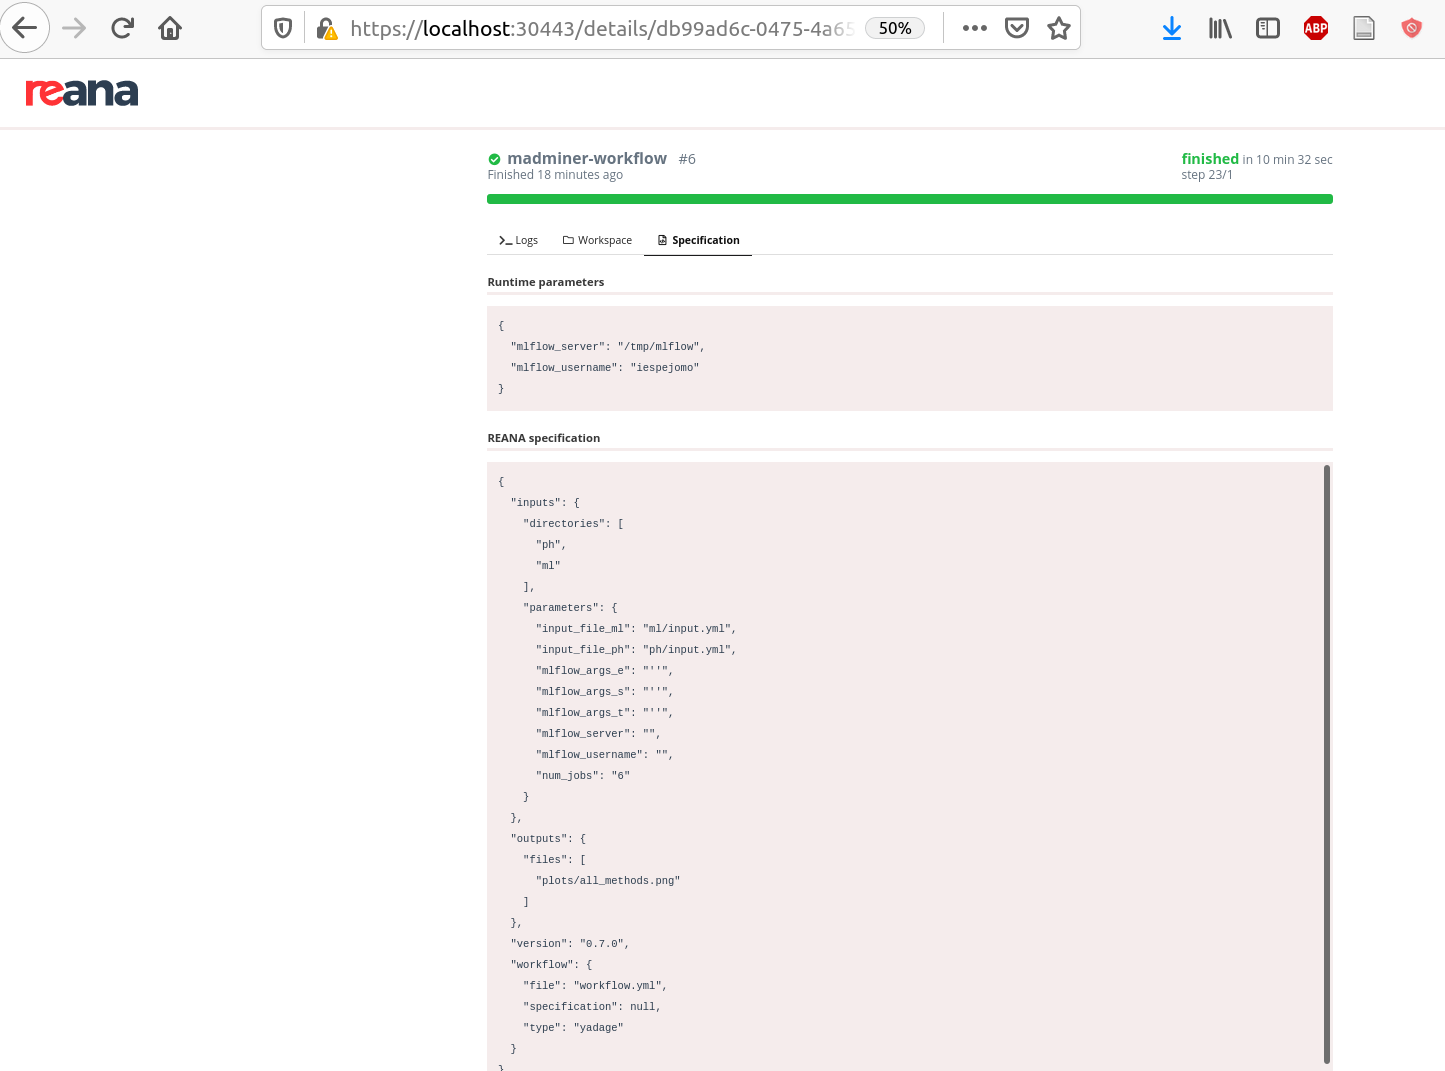 https://localhost:30443/details/db99ad6c-0475-4a65
50%
ABP
reana
madminer-workflow #6
finished in 10 min 32 sec
Finished 18 minutes ago
step 23/1
Logs
Workspace
Specification
Runtime parameters
{
"mlflow_server": "/tmp/mlflow",
"mlflow_username": "iespejomo"
}
REANA specification
{
"inputs": {
"directories": [
"ph",
"ml"
],
"parameters": {
"input_file_ml": "ml/input.yml",
"input_file_ph": "ph/input.yml",
"mlflow_args_e": "''",
"mlflow_args_s": "''",
"mlflow_args_t": "''",
"mlflow_server": "",
"mlflow_username": "",
"num_jobs": "6"
}
},
"outputs": {
"files": [
"plots/all_methods.png"
]
},
"version": "0.7.0",
"workflow": {
"file": "workflow.yml",
"specification": null,
"type": "yadage"
}
}